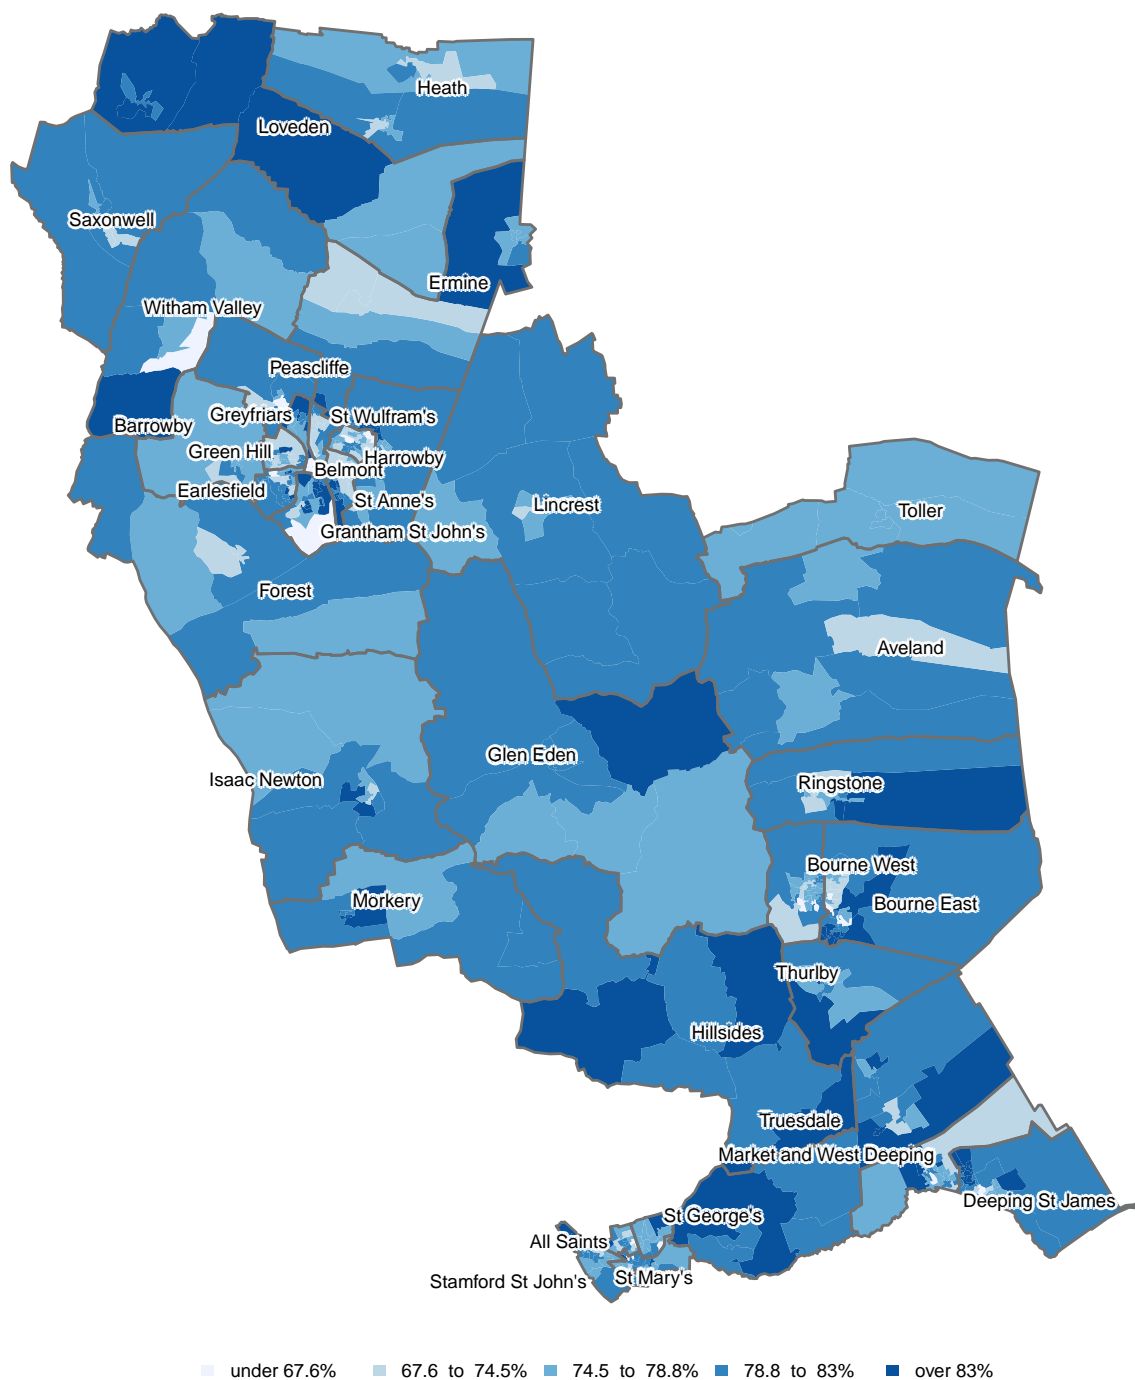 Heath
Loveden
Saxonwell
Ermine
Witham Valley
Peascliffe
Greyfriars
St Wulfram's
Barrowby
Green Hill
Harrowby
Belmont
Earlesfield
St Anne's
Lincrest
Toller
Grantham St John's
Forest
Aveland
Glen Eden
Isaac Newton
Ringstone
Bourne West
Morkery
Bourne East
Thurlby
Hillsides
Truesdale
Market and West Deeping
Deeping St James
St George's
All Saints
Stamford St John's
St Mary's
under 67.6% 67.6 to 74.5% 74.5 to 78.8% 78.8 to 83% over 83%